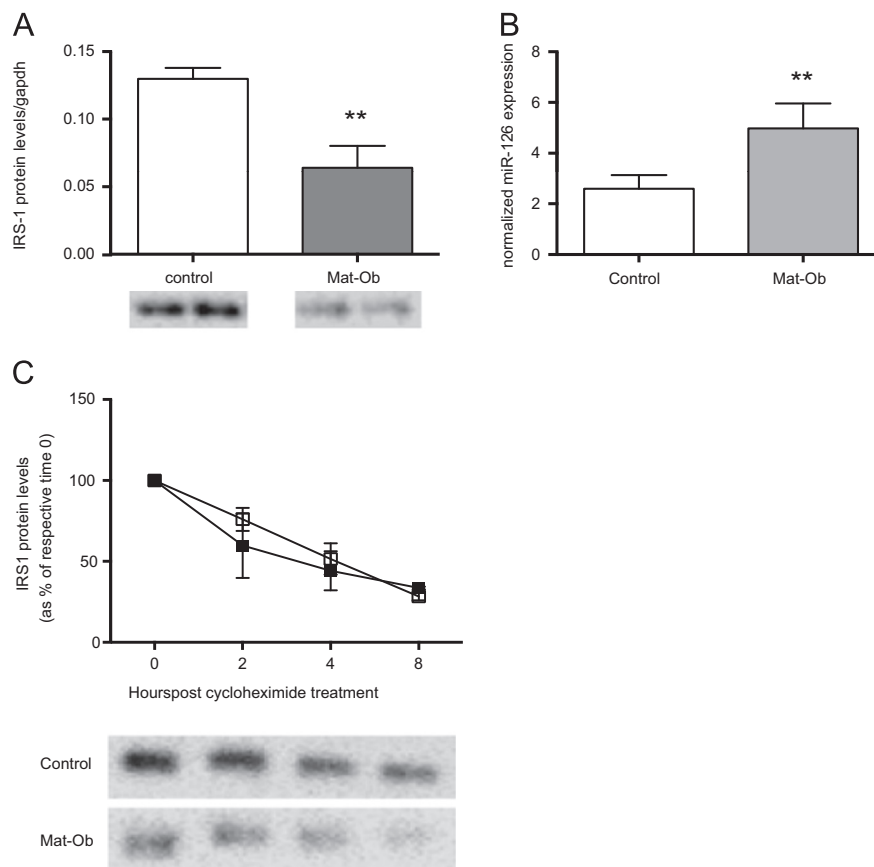 A
IRS-1 protein levels/gapdh
0.15
0.10
0.05
0.00
**
control
Mat-Ob
B
normalized miR-126 expression
8
6
4
2
0
**
Control
Mat-Ob
C
IRS1 protein levels
(as % of respective time 0)
150
100
50
0
0 2 4 8
Hourspost cycloheximide treatment
Control
Mat-Ob